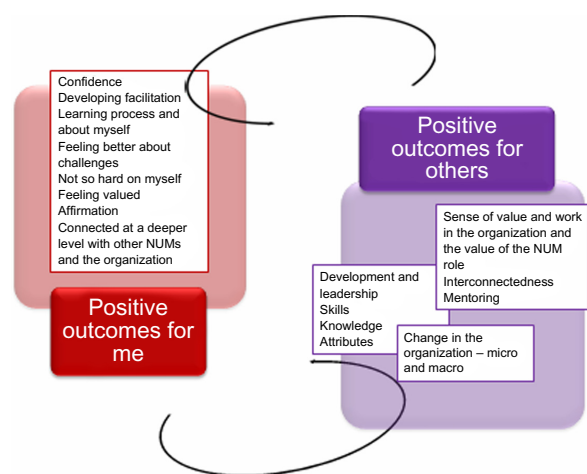 Confidence
Developing facilitation
Learning process and
about myself
Feeling better about
challenges
Not so hard on myself
Feeling valued
Affirmation
Connected at a deeper
level with other NUMs
and the organization
Positive
outcomes for
me
Positive
outcomes for
others
Sense of value and work
in the organization and
the value of the NUM
role
Interconnectedness
Mentoring
Development and
leadership
Skills
Knowledge
Attributes
Change in the
organization – micro
and macro